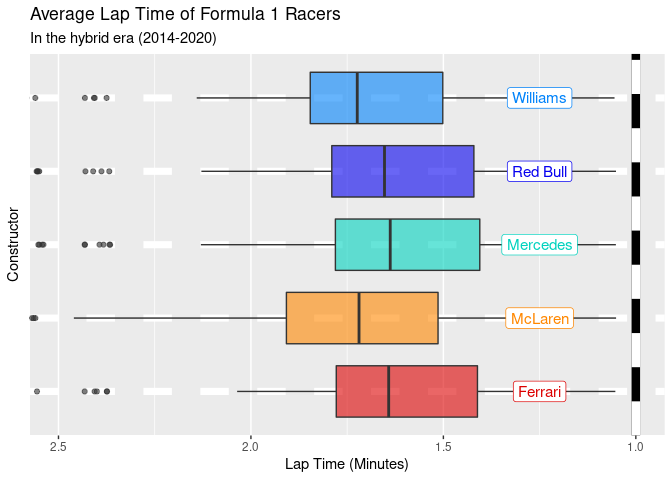 Average Lap Time of Formula 1 Racers
In the hybrid era (2014-2020)
Williams
Red Bull
Mercedes
McLaren
Ferrari
Constructor
2.5 2.0 1.5 1.0
Lap Time (Minutes)